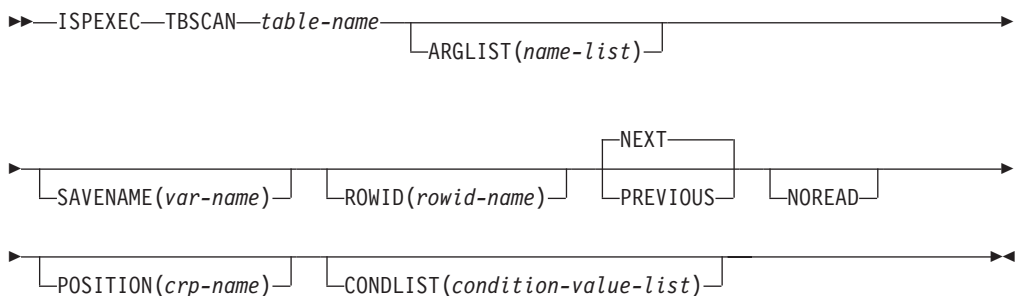 ISPEXEC TBSCAN table-name
ARGLIST(name-list)
NEXT
SAVENAME(var-name) ROWID(rowid-name) PREVIOUS NOREAD
POSITION(crp-name) CONDLIST(condition-value-list)